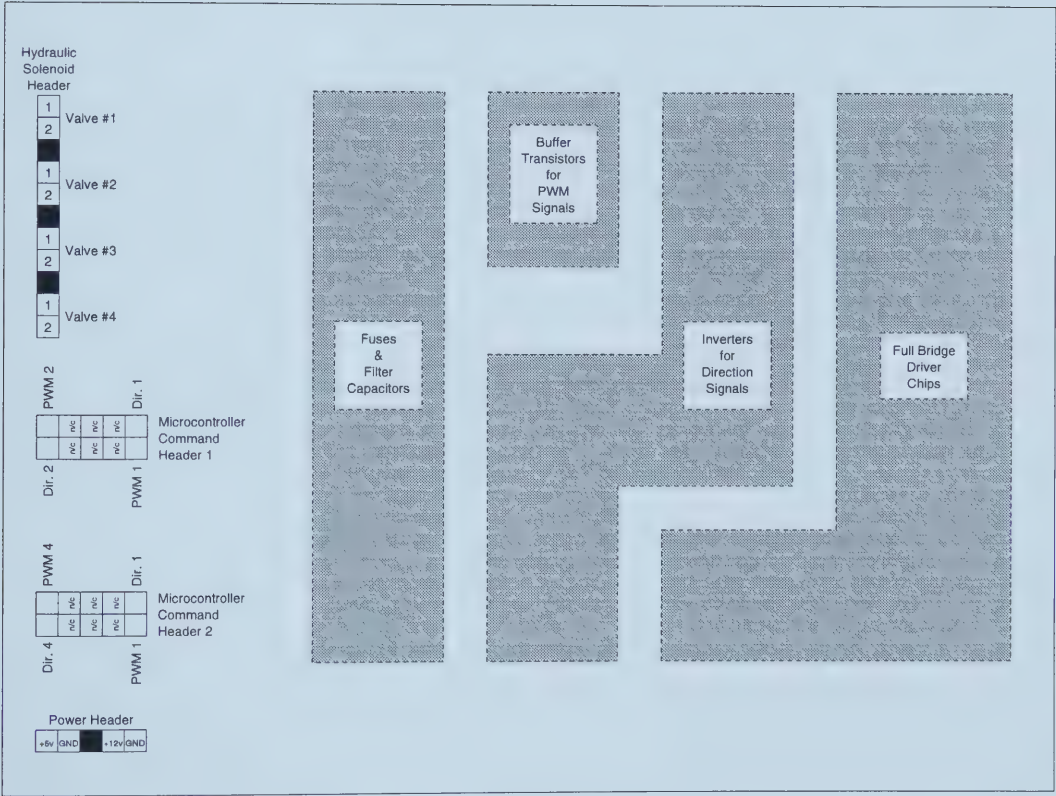 Hydraulic
Solenoid
Header
1
2
Valve #1
1
2
Valve #2
1
2
Valve #3
1
2
Valve #4
PWM 2
Dir. 1
n/c
n/c
n/c
n/c
n/c
n/c
Dir. 2
PWM 1
Microcontroller
Command
Header 1
PWM 4
Dir. 1
n/c
n/c
n/c
n/c
n/c
n/c
Dir. 4
PWM 1
Microcontroller
Command
Header 2
Power Header
+5v GND +12v GND
Fuses
&
Filter
Capacitors
Buffer
Transistors
for
PWM
Signals
Inverters
for
Direction
Signals
Full Bridge
Driver
Chips